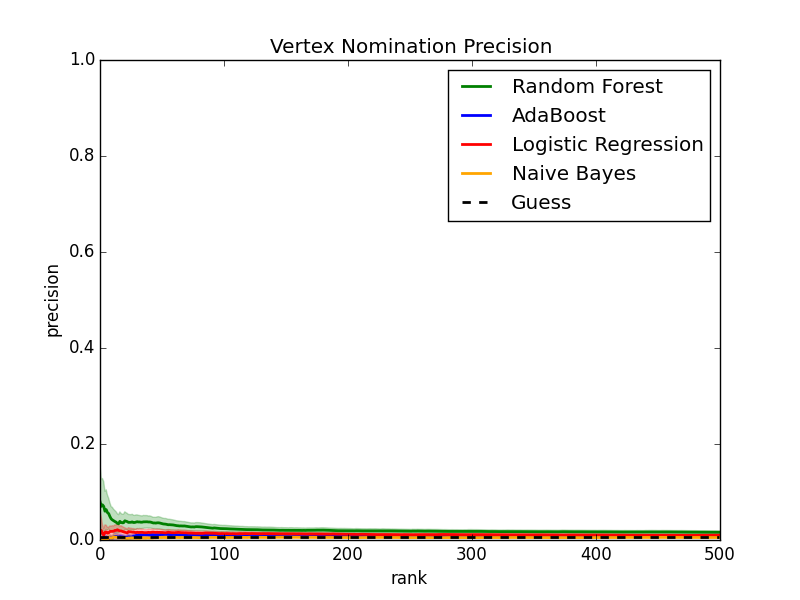 Vertex Nomination Precision
1.0
0.8
0.6
0.4
0.2
0.0
precision
Random Forest
AdaBoost
Logistic Regression
Naive Bayes
Guess
0 100 200 300 400 500
rank